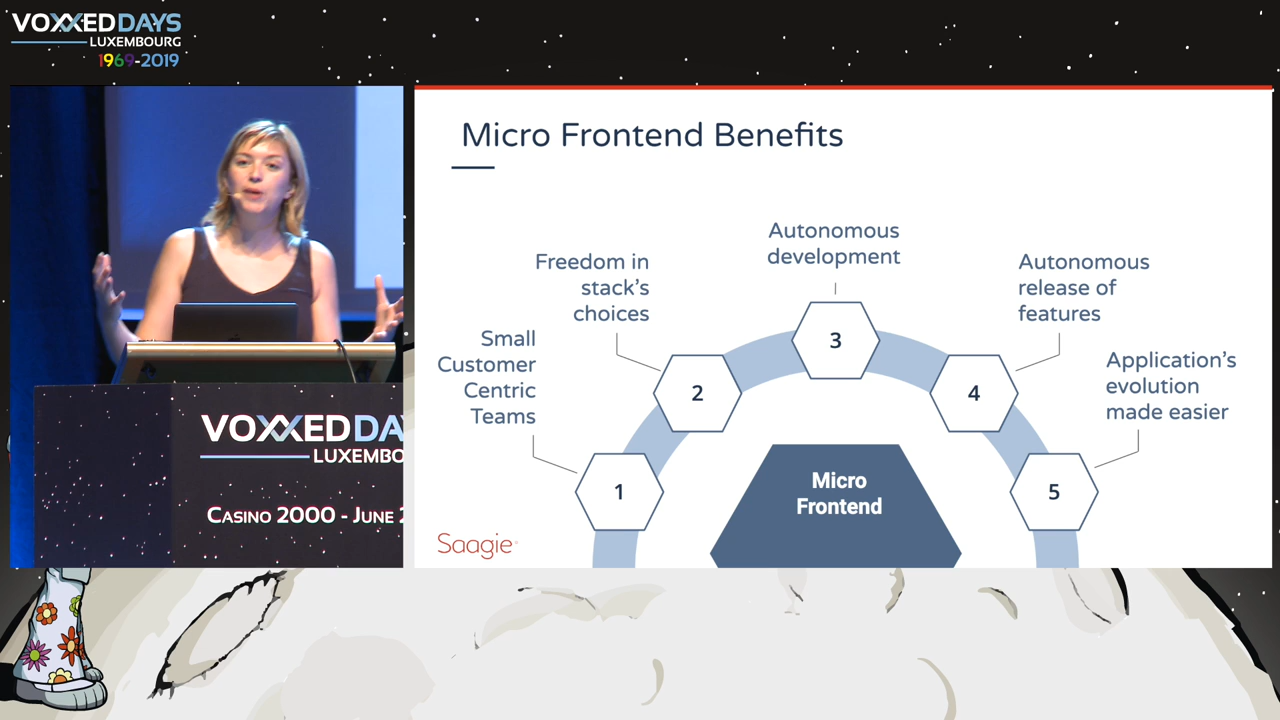 VOXXEDDAYS
LUXEMBOURG
1969-2019
VOXXED DA
LUXEMBO
CASINO 2000 - JUNE 2
Micro Frontend Benefits
Small
Customer
Centric
Teams
Freedom in
stack's
choices
Autonomous
development
Autonomous
release of
features
Application's
evolution
made easier
1
2
3
4
5
Micro
Frontend
Saagie